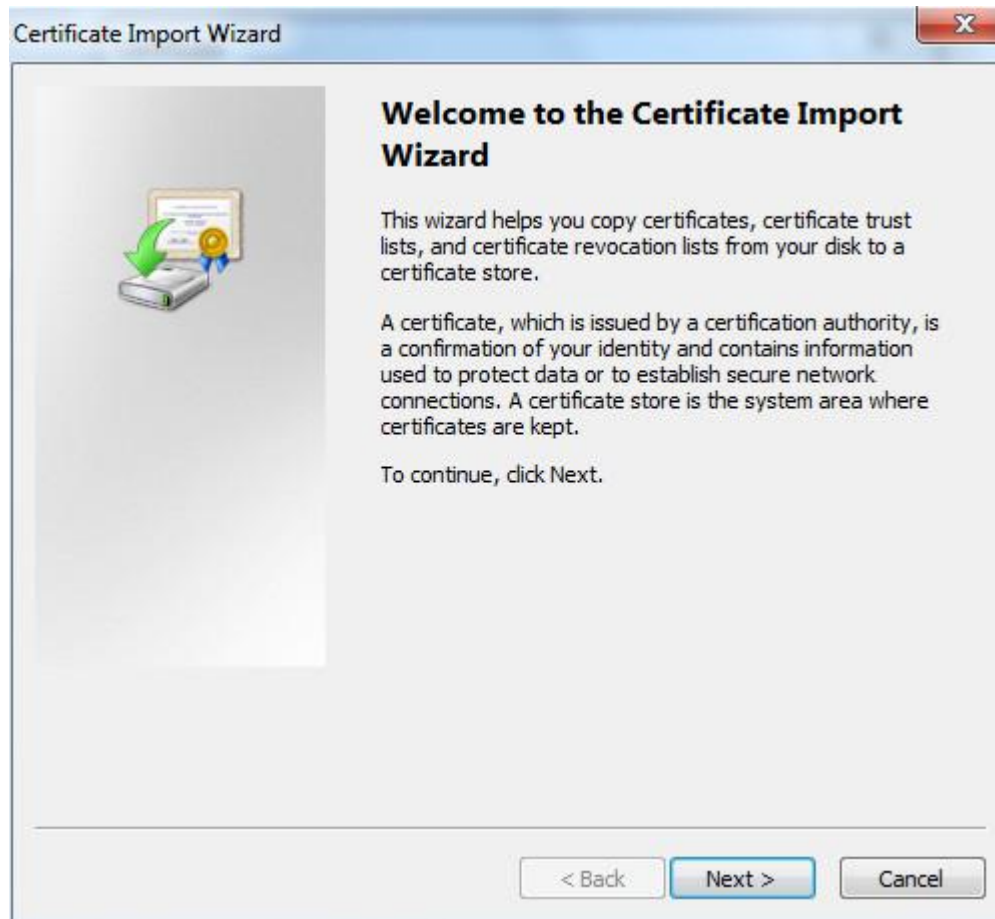 Certificate Import Wizard
Welcome to the Certificate Import
Wizard
This wizard helps you copy certificates, certificate trust
lists, and certificate revocation lists from your disk to a
certificate store.
A certificate, which is issued by a certification authority, is
a confirmation of your identity and contains information
used to protect data or to establish secure network
connections. A certificate store is the system area where
certificates are kept.
To continue, click Next.
< Back
Next >
Cancel